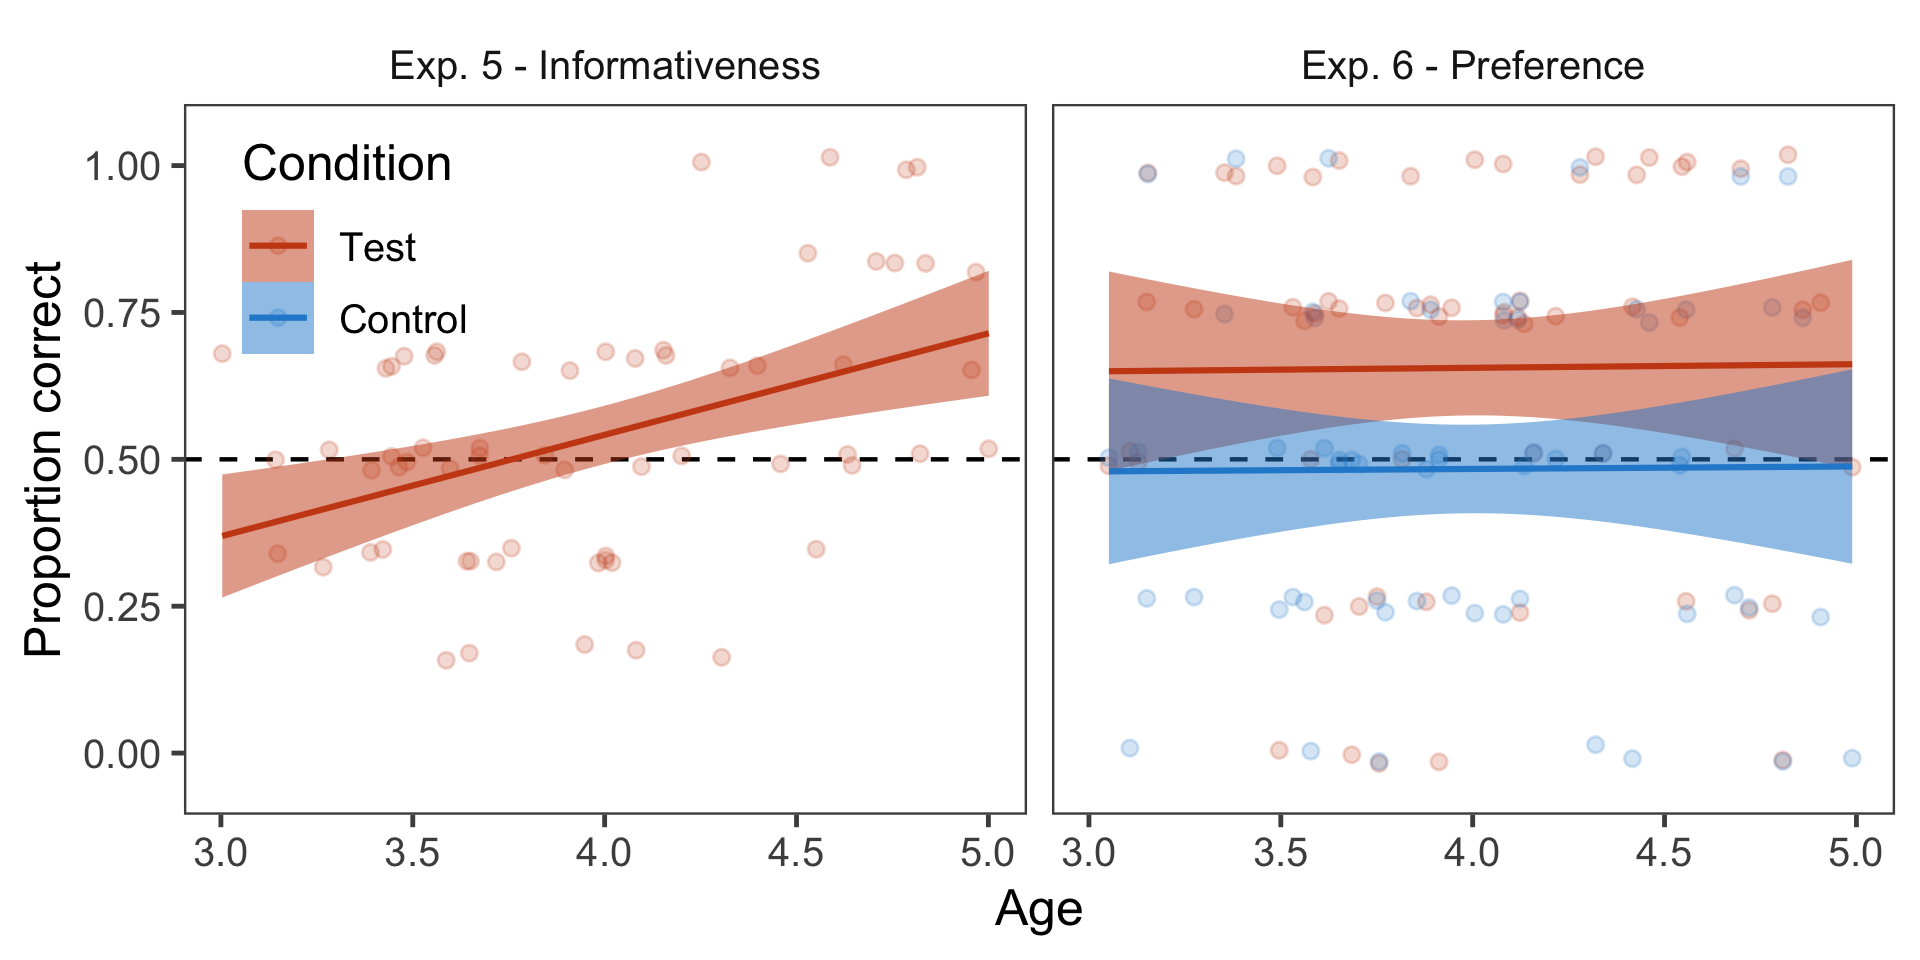 Exp. 5 - Informativeness
Exp. 6 - Preference
Condition
Test
Control
Proportion correct
1.00
0.75
0.50
0.25
0.00
3.0 3.5 4.0 4.5 5.0
3.0 3.5 4.0 4.5 5.0
Age